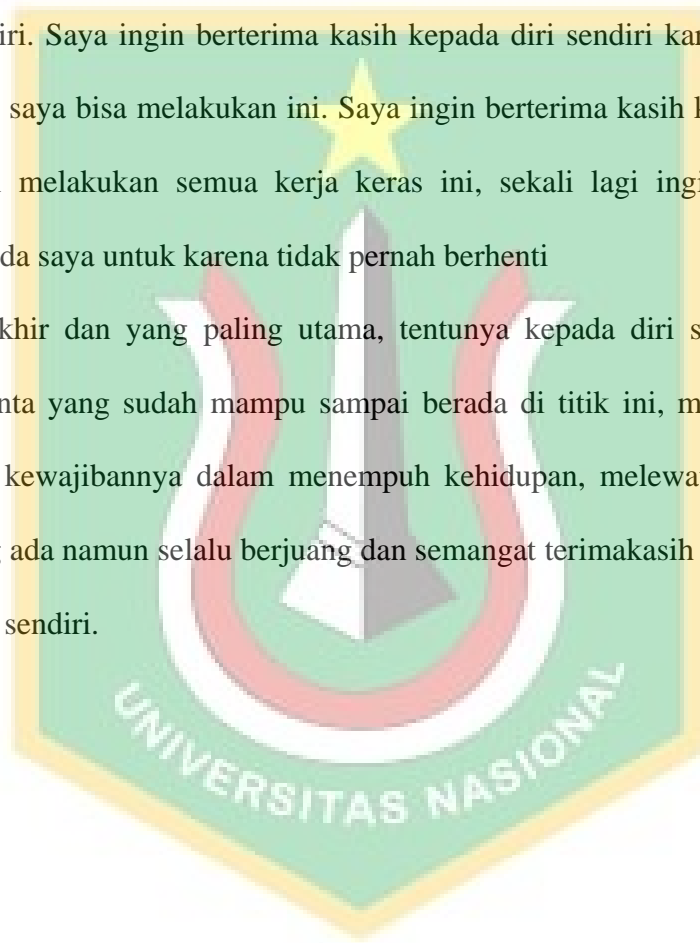 iri. Saya ingin berterima kasih kepada diri sendiri kar
saya bisa melakukan ini. Saya ingin berterima kasih
melakukan semua kerja keras ini, sekali lagi ingi
da saya untuk karena tidak pernah berhenti
khir dan yang paling utama, tentunya kepada diri s
nta yang sudah mampu sampai berada di titik ini, m
kewajibannya dalam menempuh kehidupan, melewa
ada namun selalu berjuang dan semangat terimakasih
sendiri.
UNIVERSITAS NASIONAL